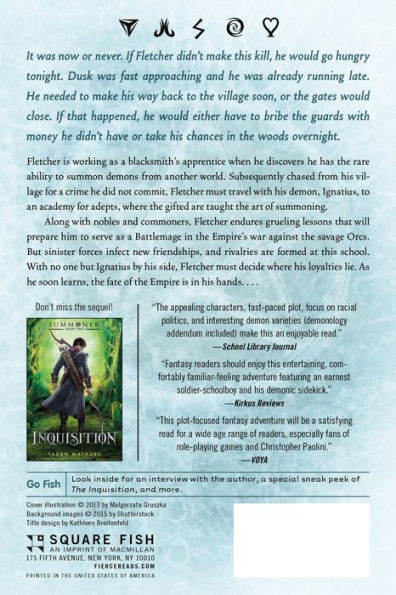 It was now or never. If Fletcher didn't make this kill, he would go hungry
tonight. Dusk was fast approaching and he was already running late.
He needed to make his way back to the village soon, or the gates would
close. If that happened, he would either have to bribe the guards with
money he didn't have or take his chances in the woods overnight.
Fletcher is working as a blacksmith's apprentice when he discovers he has the rare
ability to summon demons from another world. Subsequently chased from his vil-
lage for a crime he did not commit, Fletcher must travel with his demon, Ignatius, to
an academy for adepts, where the gifted are taught the art of summoning.
Along with nobles and commoners, Fletcher endures grueling lessons that will
prepare him to serve as a Battlemage in the Empire's war against the savage Orcs.
But sinister forces infect new friendships, and rivalries are formed at this school.
With no one but Ignatius by his side, Fletcher must decide where his loyalties lie. As
he soon learns, the fate of the Empire is in his hands. . . .
Don't miss the sequel!
SUMMONER
BOOK TWO
INQUISITION
TARAN MATHARU
"The appealing characters, fast-paced plot, focus on racial
politics, and interesting demon varieties (demonology
addendum included) make this an enjoyable read."
—School Library Journal
"Fantasy readers should enjoy this entertaining, com-
fortably familiar-feeling adventure featuring an earnest
soldier-schoolboy and his demonic sidekick."
—Kirkus Reviews
"This plot-focused fantasy adventure will be a satisfying
read for a wide age range of readers, especially fans of
role-playing games and Christopher Paolini."
—VOYA
Go Fish
Look inside for an interview with the author, a special sneak peek of
The Inquisition, and more.
Cover illustration © 2013 by Malgorzata Gruszka
Background images © 2015 by Shutterstock
Title design by Kathleen Breitenfeld
SQUARE FISH
AN IMPRINT OF MACMILLAN
175 FIFTH AVENUE, NEW YORK, NY 10010
FIERCEREADS.COM
PRINTED IN THE UNITED STATES OF AMERICA